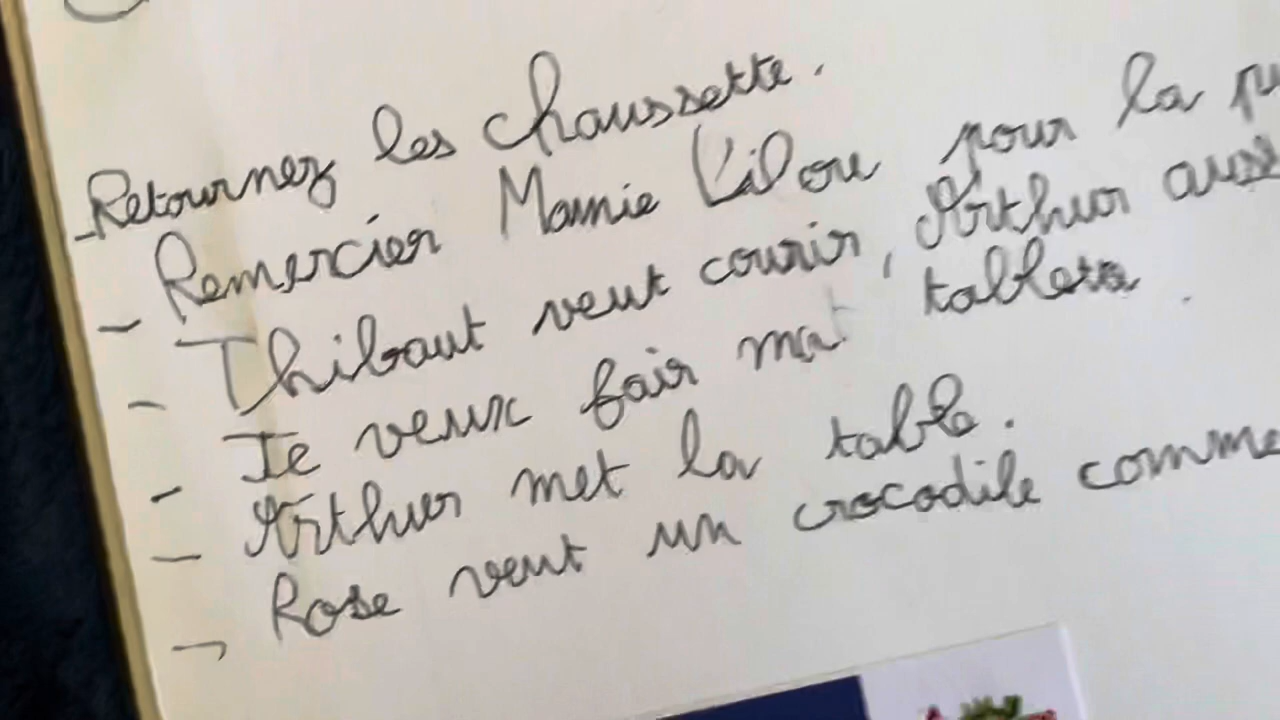 - Retournez les chaussette.
- Remercier Mamie Lilou pour la
- Thibaut veut courir, Arthur aussi
- Je veux fair ma
- Arthur met la table.
- Rose veut un crocodile comme